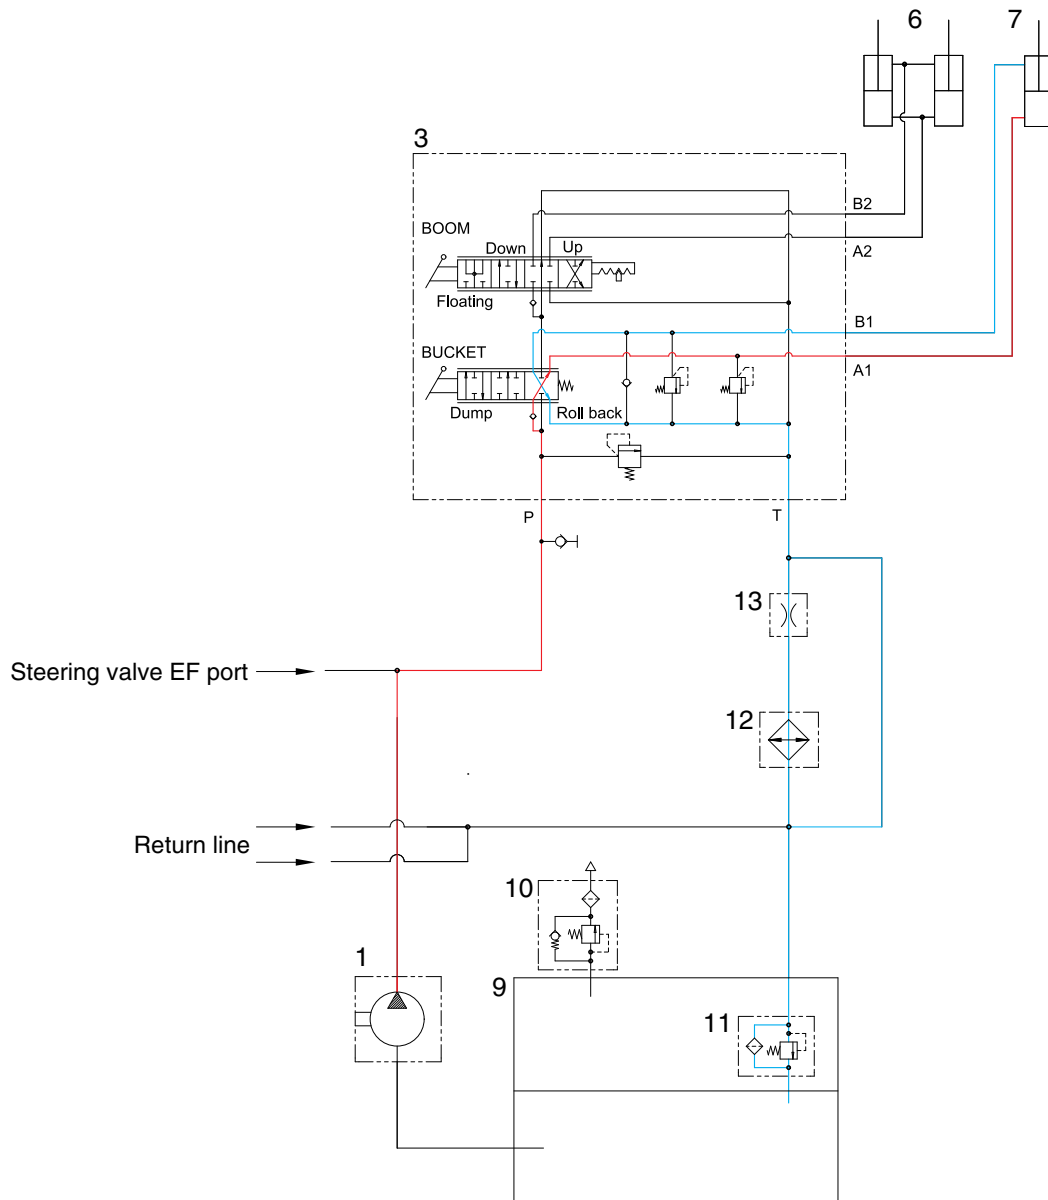 6
7
3
B2
BOOM
Down
Up
A2
Floating
B1
BUCKET
A1
Dump
Roll back
P
T
13
Steering valve EF port
12
Return line
10
1
9
11